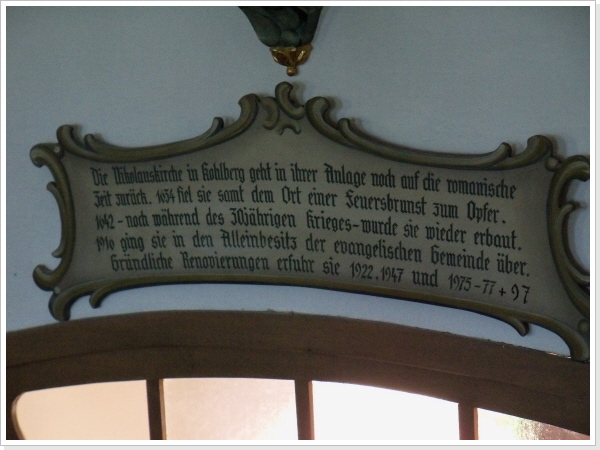 Die Nikolauskirche in Kohlberg geht in ihrer Anlage noch auf die romanische
Zeit zurück. 1634 fiel sie samt dem Ort einer Feuersbrunst zum Opfer.
1642 - noch während des 30jährigen Krieges - wurde sie wieder erbaut.
1910 ging sie in den Alleinbesitz der evangelischen Gemeinde über.
Gründliche Renovierungen erfuhr sie 1922, 1947 und 1975 - 77 + 97